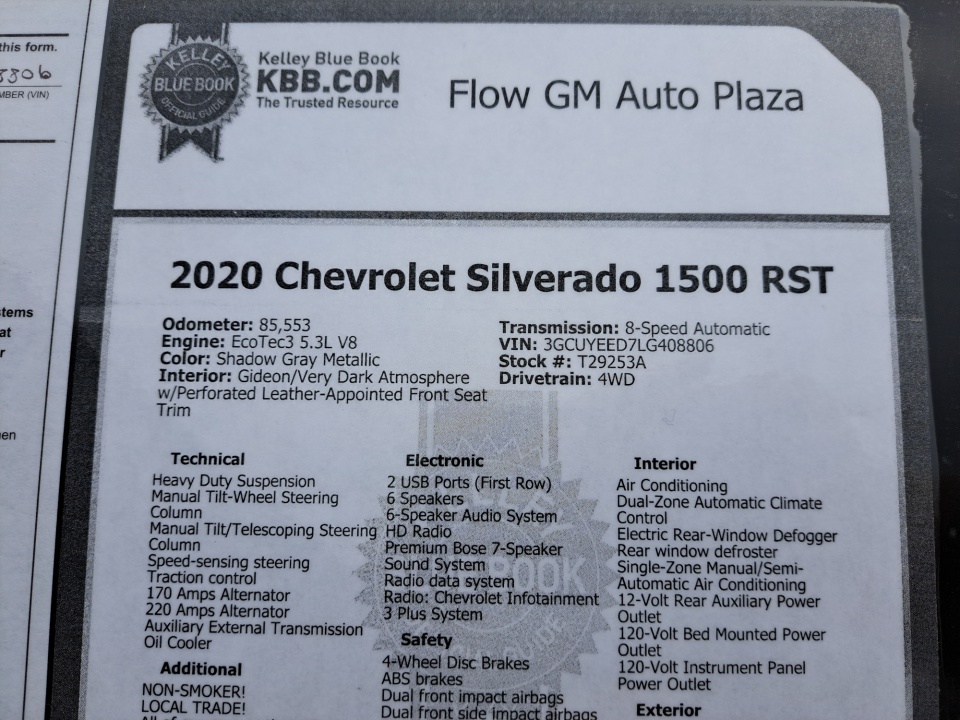 this form.
8806
MBER (VIN)
stems
at
r
en
KELLEY
BLUE BOOK
OFFICIAL GUIDE
Kelley Blue Book
KBB.COM
The Trusted Resource
Flow GM Auto Plaza
2020 Chevrolet Silverado 1500 RST
Odometer: 85,553
Engine: EcoTec3 5.3L V8
Color: Shadow Gray Metallic
Interior: Gideon/Very Dark Atmosphere
w/Perforated Leather-Appointed Front Seat
Trim
Transmission: 8-Speed Automatic
VIN: 3GCUYEED7LG408806
Stock #: T29253A
Drivetrain: 4WD
Technical
Heavy Duty Suspension
Manual Tilt-Wheel Steering
Column
Manual Tilt/Telescoping Steering
Column
Speed-sensing steering
Traction control
170 Amps Alternator
220 Amps Alternator
Auxiliary External Transmission
Oil Cooler
Additional
NON-SMOKER!
LOCAL TRADE!
Electronic
2 USB Ports (First Row)
6 Speakers
6-Speaker Audio System
HD Radio
Premium Bose 7-Speaker
Sound System
Radio data system
Radio: Chevrolet Infotainment
3 Plus System
Safety
4-Wheel Disc Brakes
ABS brakes
Dual front impact airbags
Dual front side impact airbags
Interior
Air Conditioning
Dual-Zone Automatic Climate
Control
Electric Rear-Window Defogger
Rear window defroster
Single-Zone Manual/Semi-
Automatic Air Conditioning
12-Volt Rear Auxiliary Power
Outlet
120-Volt Bed Mounted Power
Outlet
120-Volt Instrument Panel
Power Outlet
Exterior